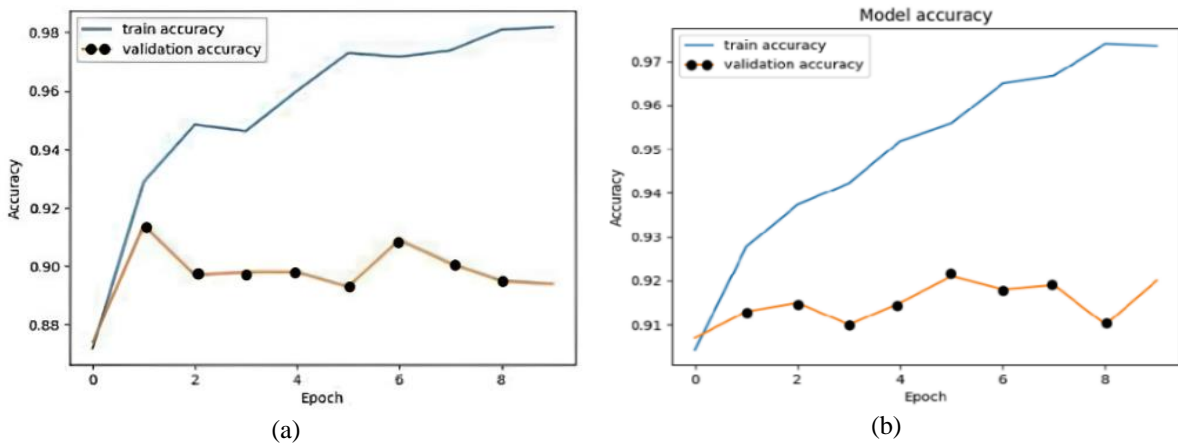 train accuracy
validation accuracy
0.98
0.96
0.94
0.92
0.90
0.88
Accuracy
0 2 4 6 8
Epoch
(a)
Model accuracy
train accuracy
validation accuracy
0.97
0.96
0.95
0.94
0.93
0.92
0.91
Accuracy
0 2 4 6 8
Epoch
(b)